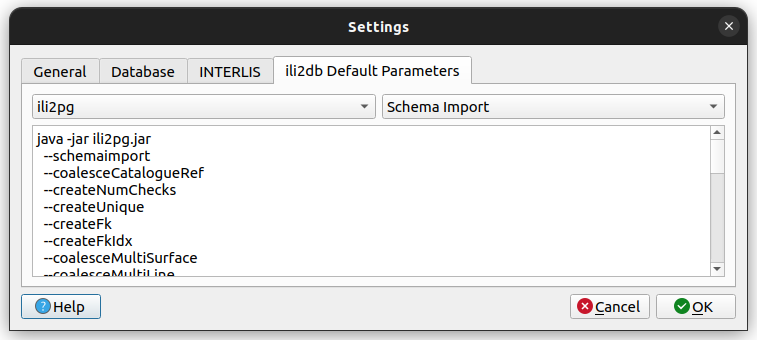 Settings
General Database INTERLIS ili2db Default Parameters
ili2pg Schema Import
java -jar ili2pg.jar
--schemaimport
--coalesceCatalogueRef
--createNumChecks
--createUnique
--createFk
--createFkIdx
--coalesceMultiSurface
--coalesceMultiLine
Help Cancel OK